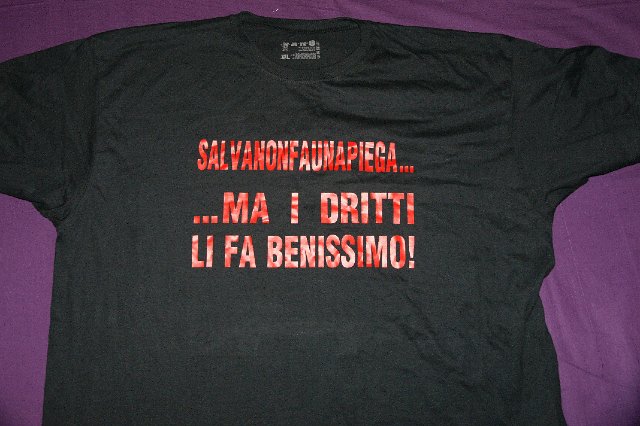 SALVANONFAUNAPIEGA...
...MA I DRITTI
LI FA BENISSIMO!